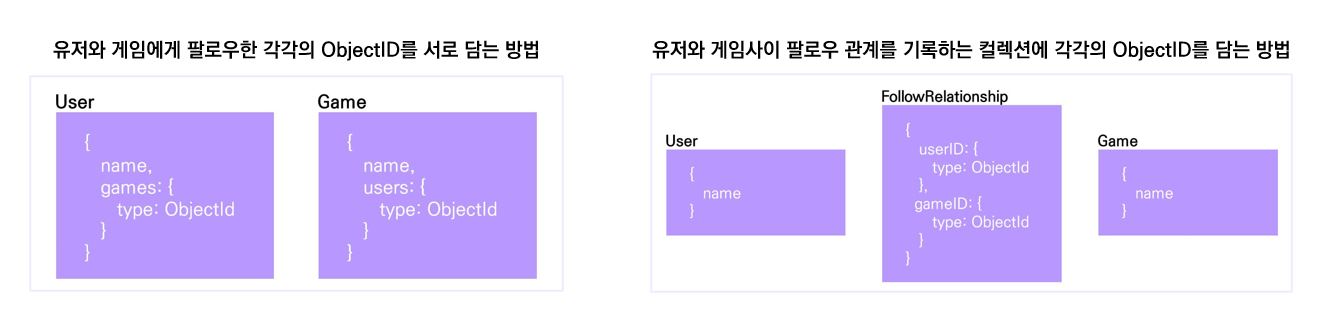 유저와 게임에게 팔로우한 각각의 ObjectID를 서로 담는 방법
User
{
name,
games: {
type: ObjectId
}
}
Game
{
name,
users: {
type: ObjectId
}
}
유저와 게임사이 팔로우 관계를 기록하는 컬렉션에 각각의 ObjectID를 담는 방법
User
{
name
}
FollowRelationship
{
userID: {
type: ObjectId
},
gameID: {
type: ObjectId
}
}
Game
{
name
}